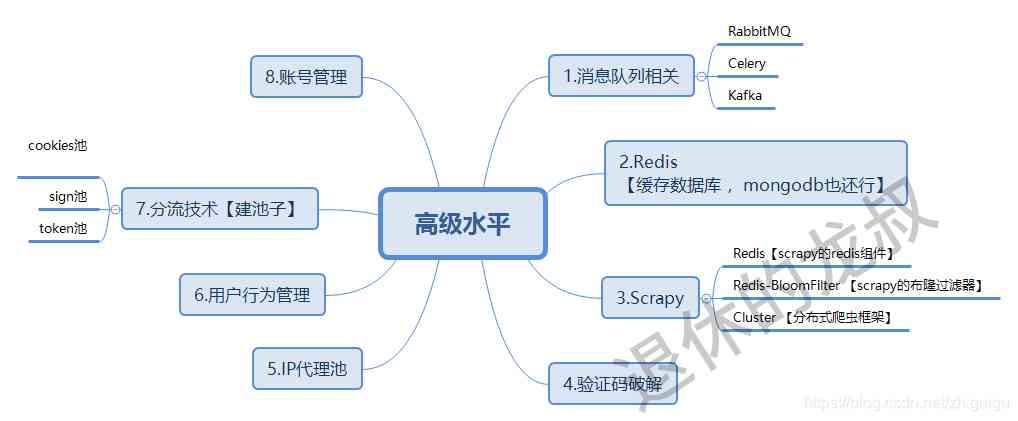 高级水平
1.消息队列相关
RabbitMQ
Celery
Kafka
2.Redis
【缓存数据库 ，mongodb也还行】
3.Scrapy
Redis【scrapy的redis组件】
Redis-BloomFilter 【scrapy的布隆过滤器】
Cluster 【分布式爬虫框架】
4.验证码破解
5.IP代理池
6.用户行为管理
7.分流技术【建池子】
cookies池
sign池
token池
8.账号管理
退休的龙叔
https://blog.csdn.net/zhiguigu